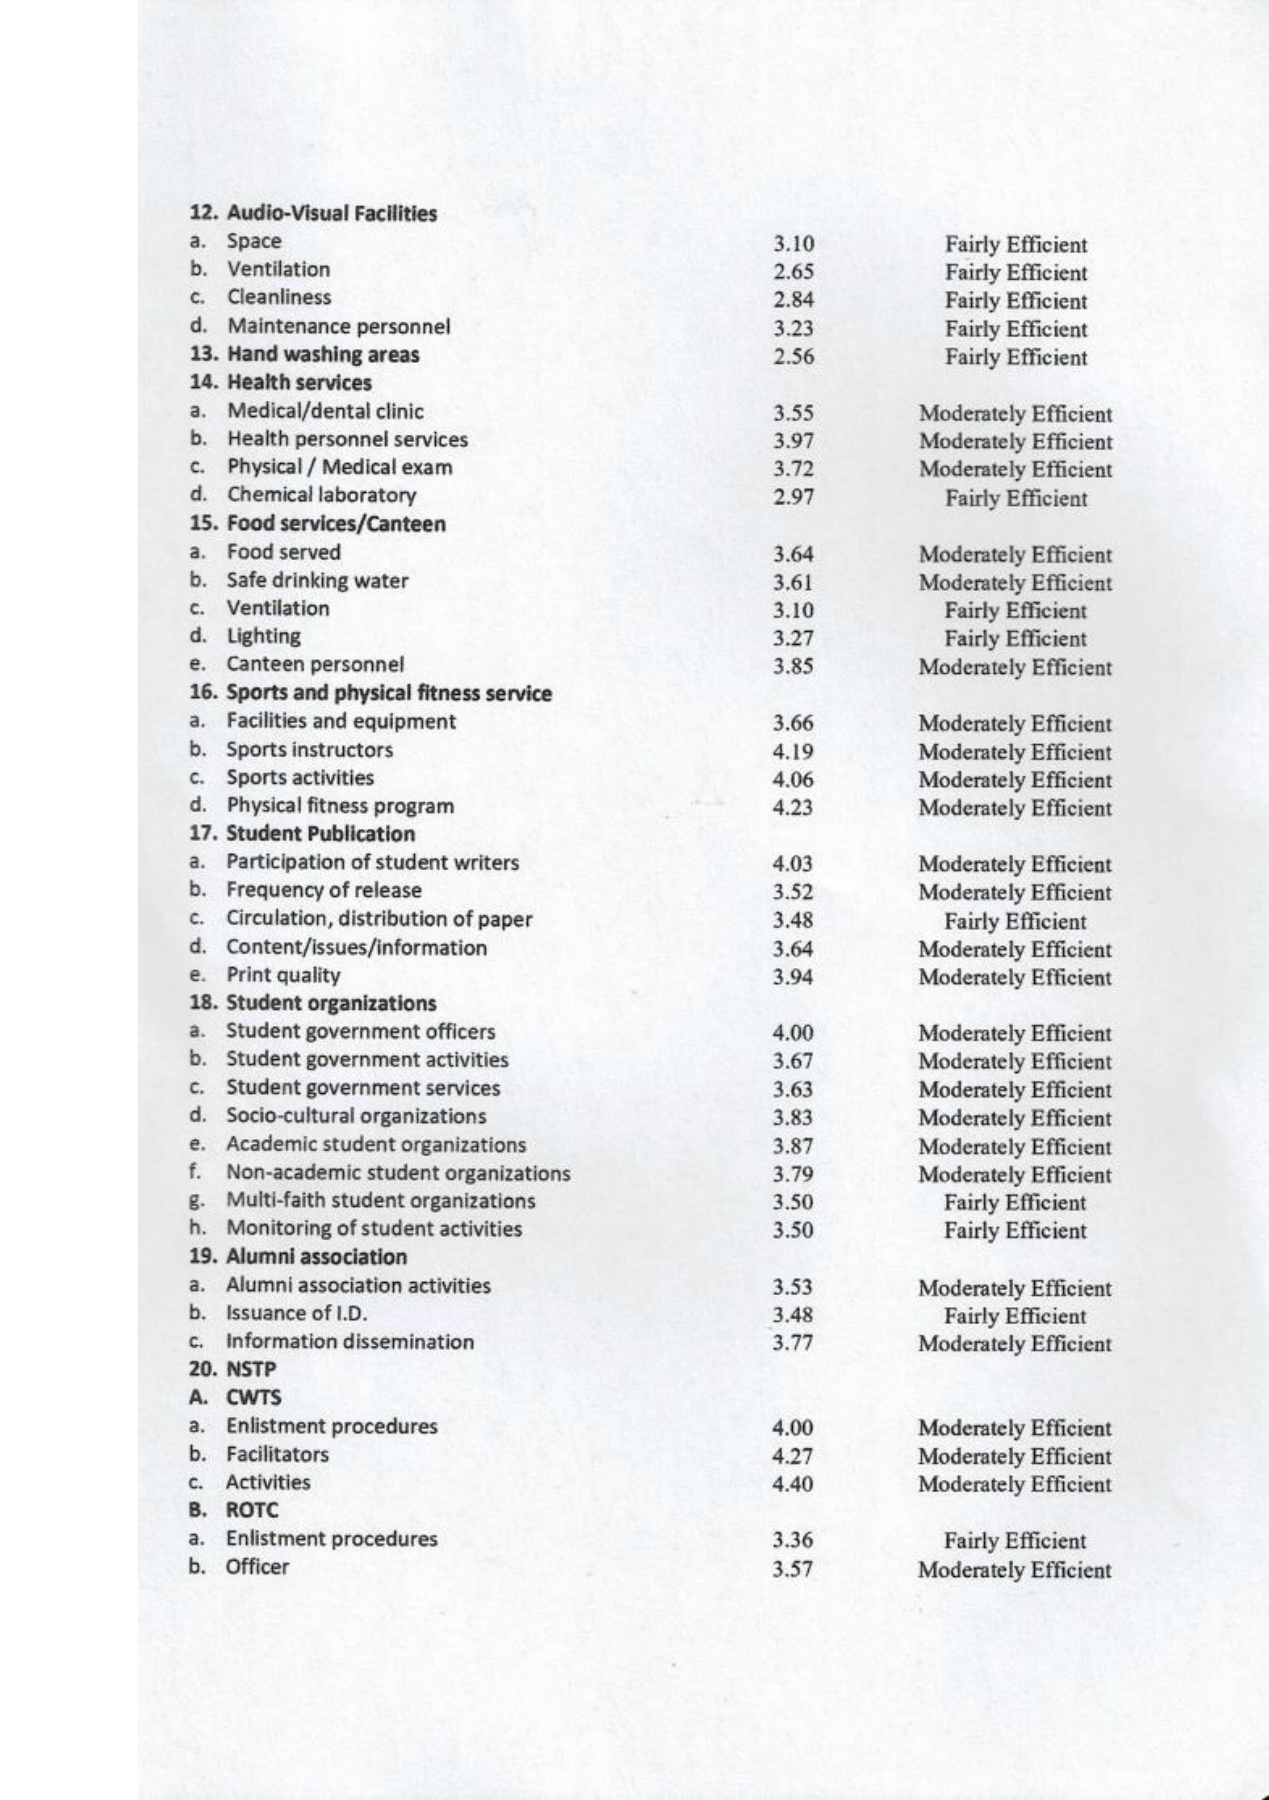 12. Audio-Visual Facilities
a. Space 3.10 Fairly Efficient
b. Ventilation 2.65 Fairly Efficient
c. Cleanliness 2.84 Fairly Efficient
d. Maintenance personnel 3.23 Fairly Efficient
13. Hand washing areas 2.56 Fairly Efficient
14. Health services
a. Medical/dental clinic 3.55 Moderately Efficient
b. Health personnel services 3.97 Moderately Efficient
c. Physical / Medical exam 3.72 Moderately Efficient
d. Chemical laboratory 2.97 Fairly Efficient
15. Food services/Canteen
a. Food served 3.64 Moderately Efficient
b. Safe drinking water 3.61 Moderately Efficient
c. Ventilation 3.10 Fairly Efficient
d. Lighting 3.27 Fairly Efficient
e. Canteen personnel 3.85 Moderately Efficient
16. Sports and physical fitness service
a. Facilities and equipment 3.66 Moderately Efficient
b. Sports instructors 4.19 Moderately Efficient
c. Sports activities 4.06 Moderately Efficient
d. Physical fitness program 4.23 Moderately Efficient
17. Student Publication
a. Participation of student writers 4.03 Moderately Efficient
b. Frequency of release 3.52 Moderately Efficient
c. Circulation, distribution of paper 3.48 Fairly Efficient
d. Content/issues/information 3.64 Moderately Efficient
e. Print quality 3.94 Moderately Efficient
18. Student organizations
a. Student government officers 4.00 Moderately Efficient
b. Student government activities 3.67 Moderately Efficient
c. Student government services 3.63 Moderately Efficient
d. Socio-cultural organizations 3.83 Moderately Efficient
e. Academic student organizations 3.87 Moderately Efficient
f. Non-academic student organizations 3.79 Moderately Efficient
g. Multi-faith student organizations 3.50 Fairly Efficient
h. Monitoring of student activities 3.50 Fairly Efficient
19. Alumni association
a. Alumni association activities 3.53 Moderately Efficient
b. Issuance of I.D. 3.48 Fairly Efficient
c. Information dissemination 3.77 Moderately Efficient
20. NSTP
A. CWTS
a. Enlistment procedures 4.00 Moderately Efficient
b. Facilitators 4.27 Moderately Efficient
c. Activities 4.40 Moderately Efficient
B. ROTC
a. Enlistment procedures 3.36 Fairly Efficient
b. Officer 3.57 Moderately Efficient